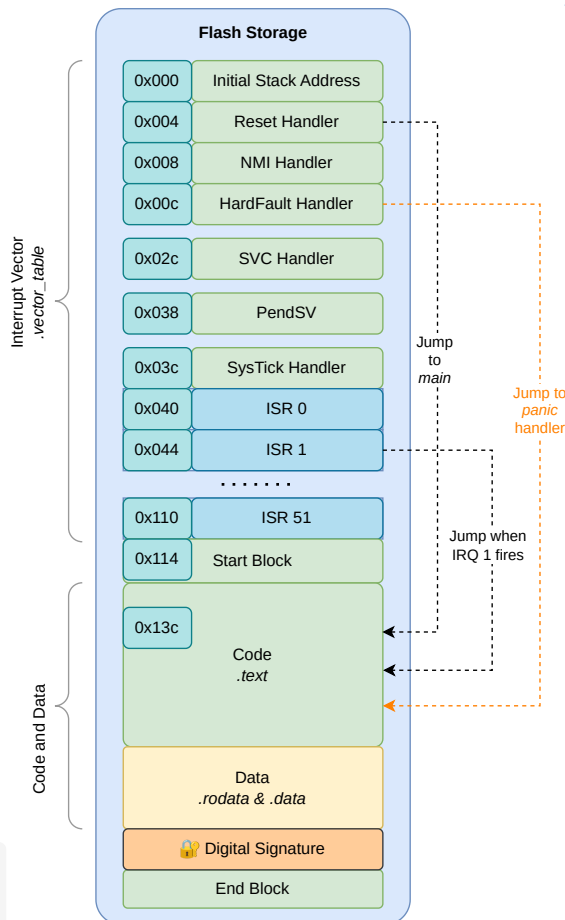 Flash Storage
0x000 Initial Stack Address
0x004 Reset Handler
0x008 NMI Handler
0x00c HardFault Handler
0x02c SVC Handler
0x038 PendSV
0x03c SysTick Handler
0x040 ISR 0
0x044 ISR 1
. . . . . . .
0x110 ISR 51
0x114 Start Block
0x13c
Code
.text
Data
.rodata & .data
🔐 Digital Signature
End Block
Interrupt Vector
.vector_table
Code and Data
Jump
to
main
Jump to
panic
handler
Jump when
IRQ 1 fires